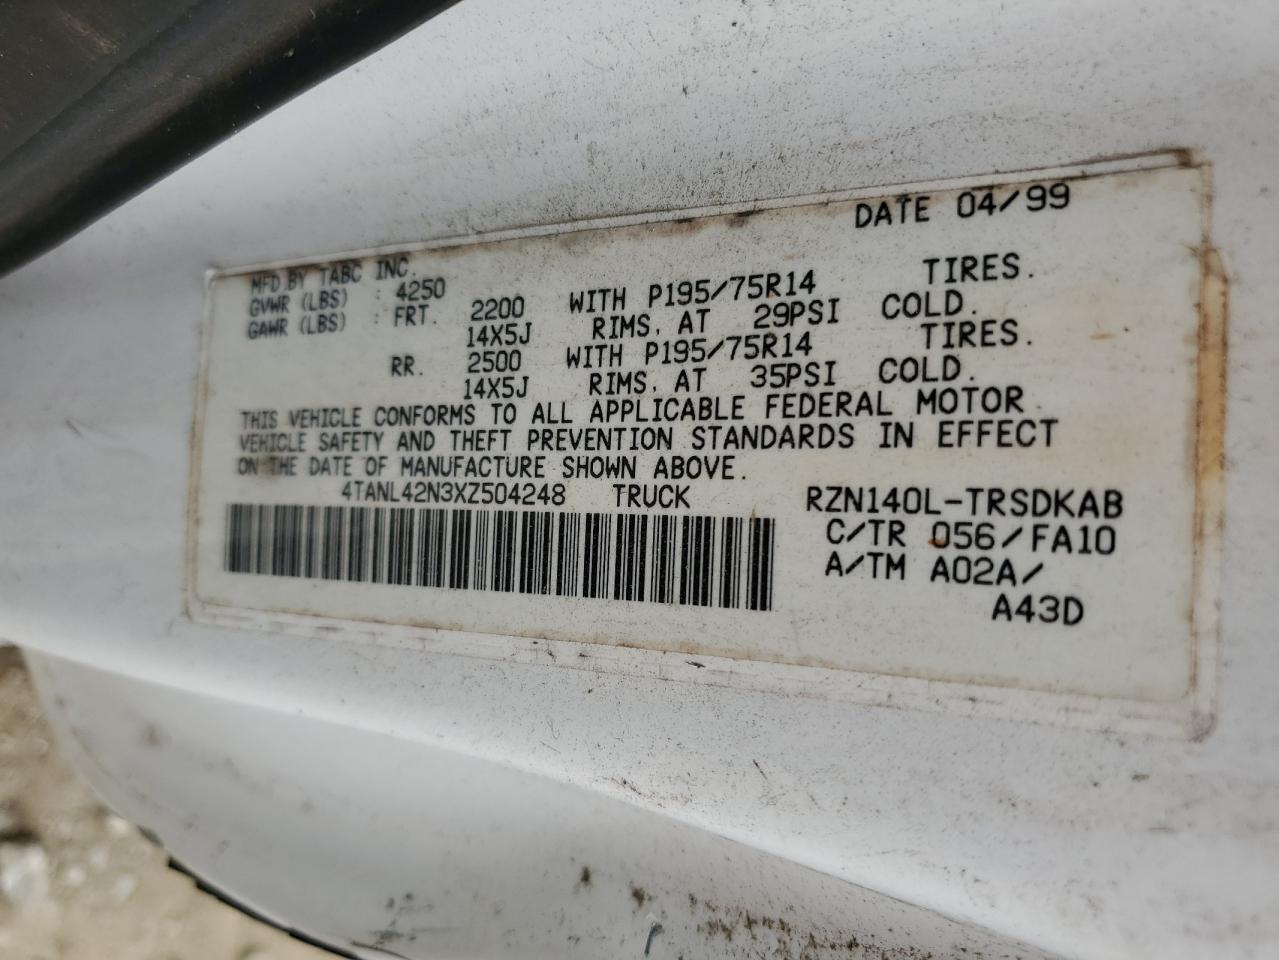 DATE 04/99
MFD BY TABC INC.
GVWR (LBS) : 4250
GAWR (LBS) : FRT. 2200 WITH P195/75R14 TIRES.
14X5J RIMS, AT 29PSI COLD.
RR. 2500 WITH P195/75R14 TIRES.
14X5J RIMS, AT 35PSI COLD.
THIS VEHICLE CONFORMS TO ALL APPLICABLE FEDERAL MOTOR
VEHICLE SAFETY AND THEFT PREVENTION STANDARDS IN EFFECT
ON THE DATE OF MANUFACTURE SHOWN ABOVE.
4TANL42N3XZ504248 TRUCK RZN140L-TRSDKAB
C/TR 056/FA10
A/TM A02A/
A43D